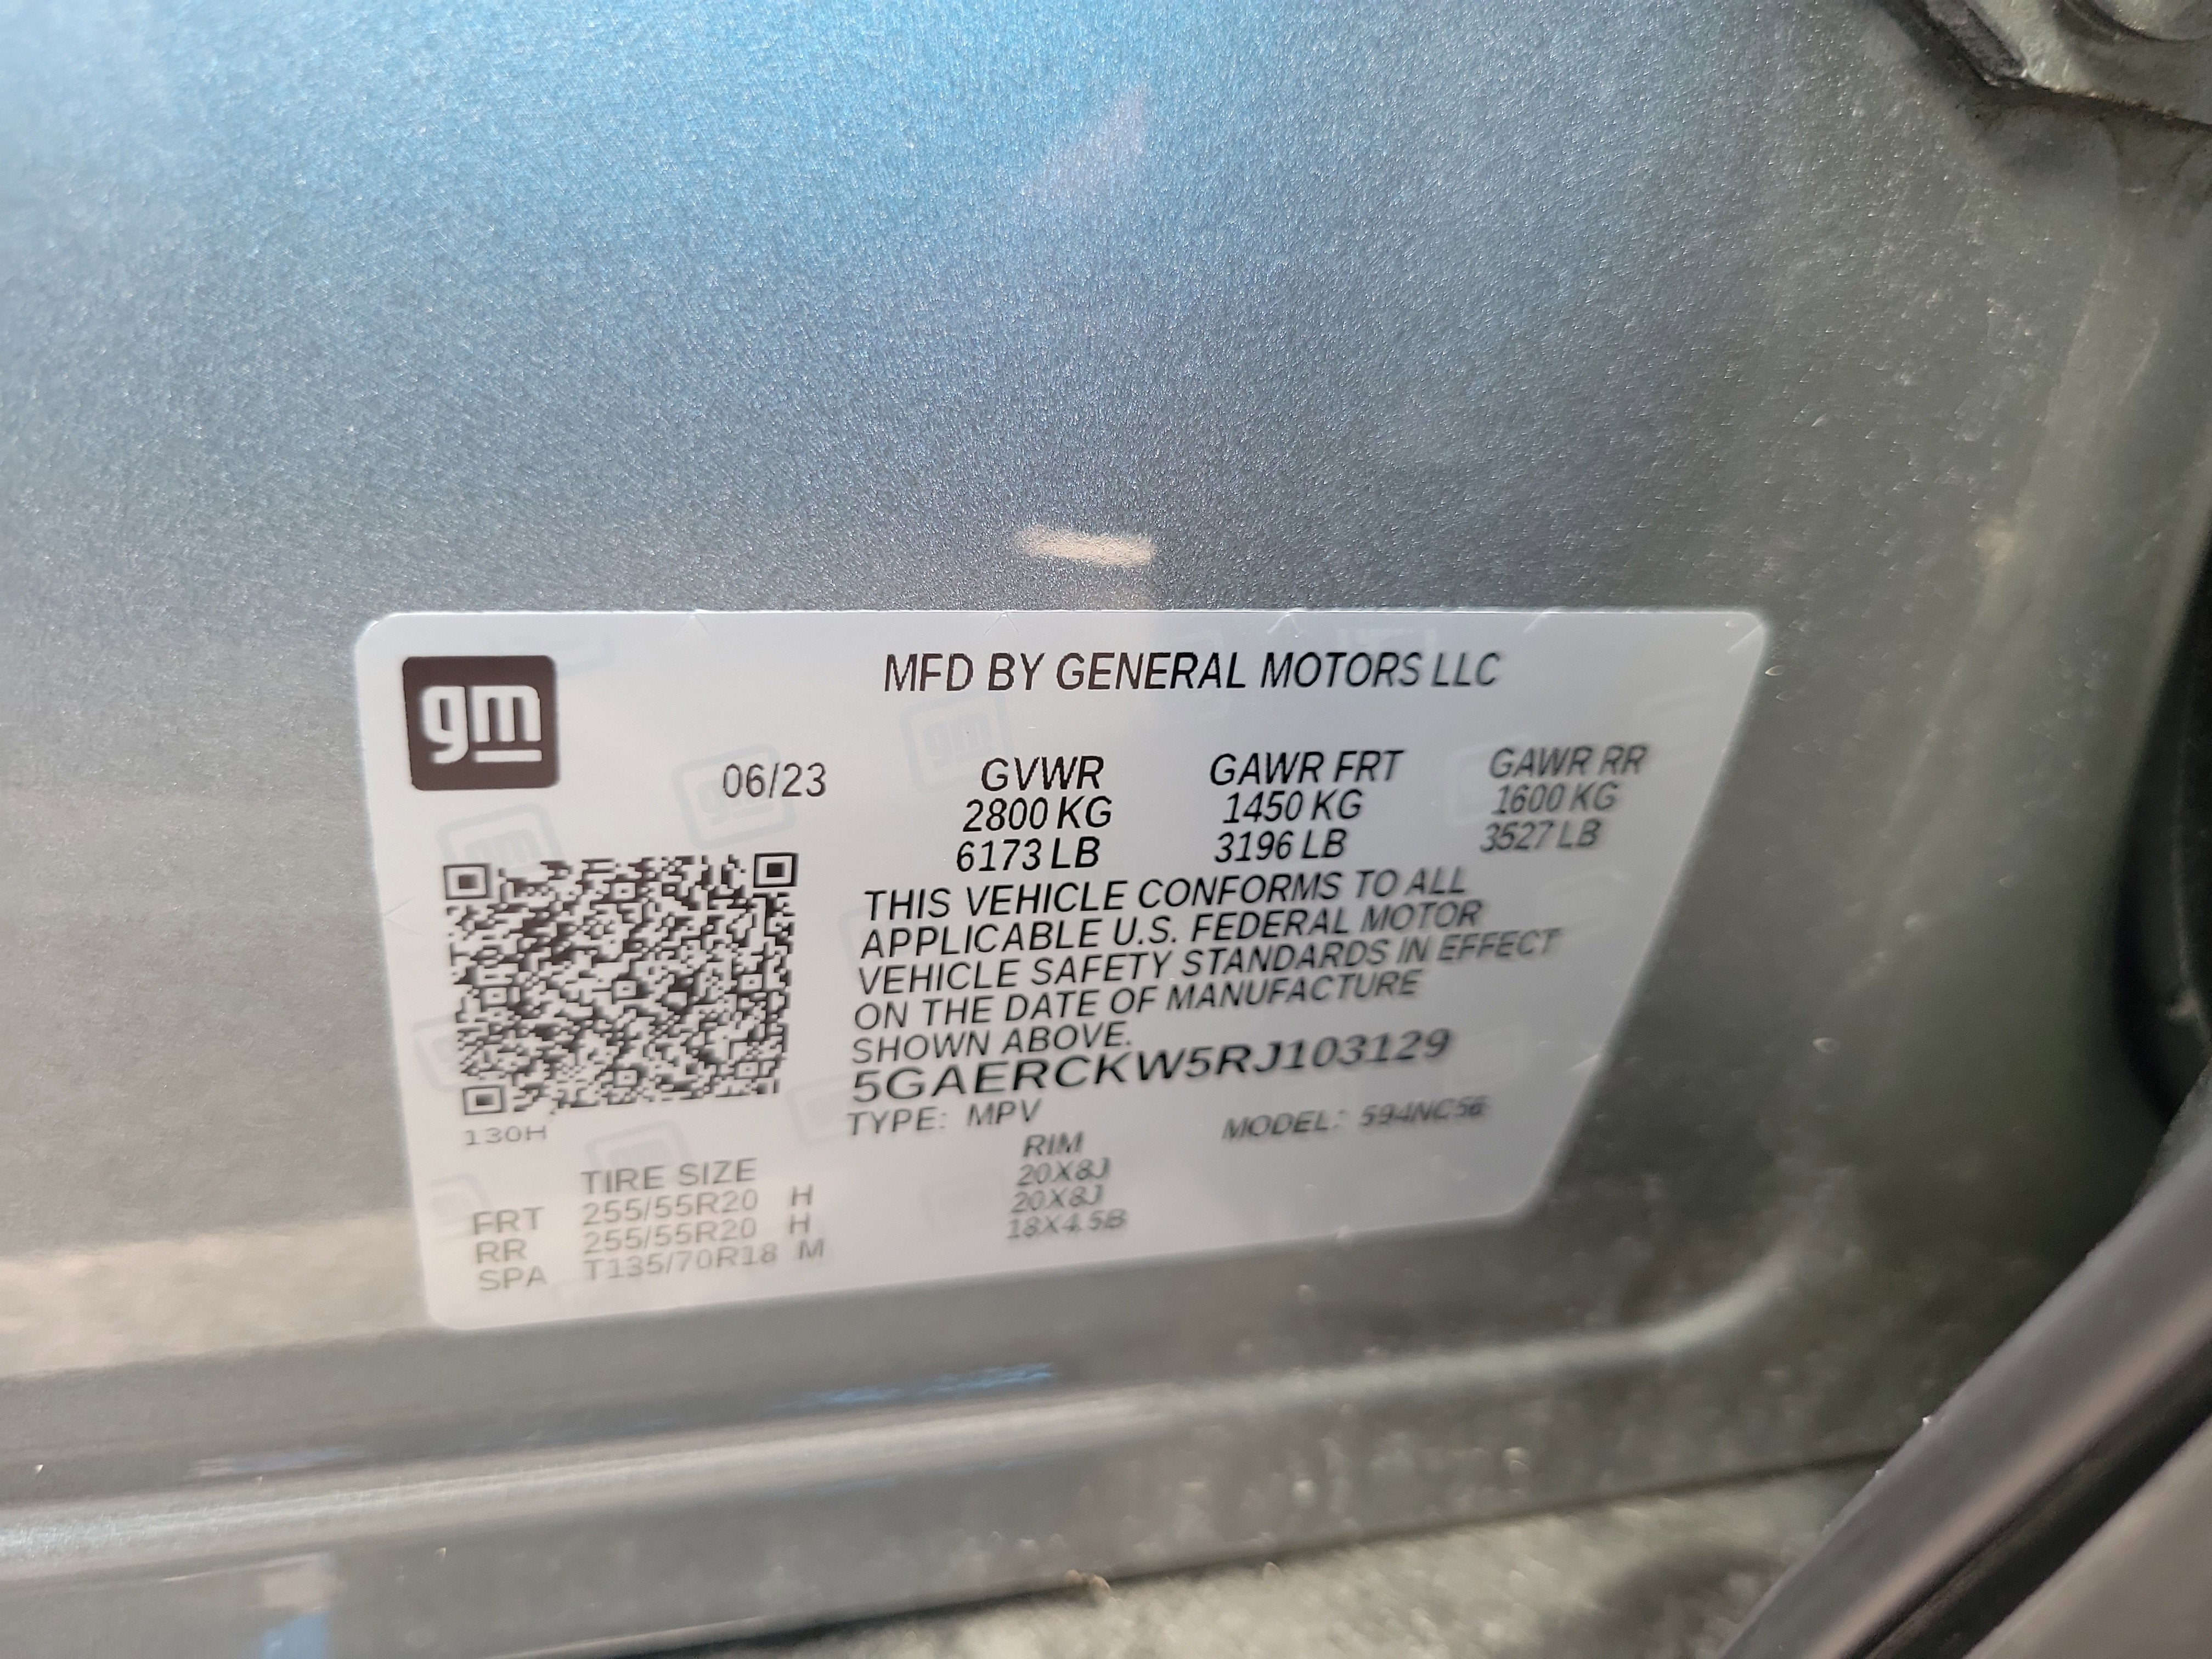 gm
MFD BY GENERAL MOTORS LLC
06/23
GVWR GAWR FRT GAWR RR
2800 KG 1450 KG 1600 KG
6173 LB 3196 LB 3527 LB
THIS VEHICLE CONFORMS TO ALL
APPLICABLE U.S. FEDERAL MOTOR
VEHICLE SAFETY STANDARDS IN EFFECT
ON THE DATE OF MANUFACTURE
SHOWN ABOVE.
5GAERCKW5RJ103129
130H
TYPE: MPV MODEL: 594NC56
TIRE SIZE RIM
FRT 255/55R20 H 20X8J
RR 255/55R20 H 20X8J
SPA T135/70R18 M 18X4.5B